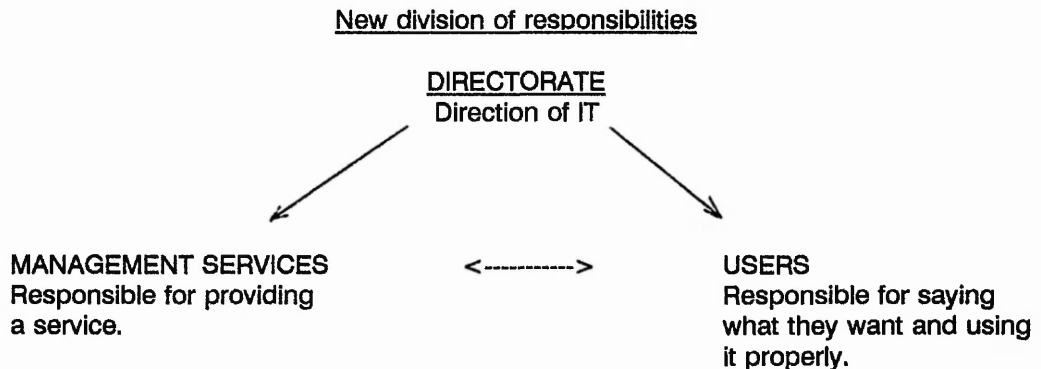 New division of responsibilities
DIRECTORATE
Direction of IT
MANAGEMENT SERVICES
Responsible for providing
a service.
<----------->
USERS
Responsible for saying
what they want and using
it properly.